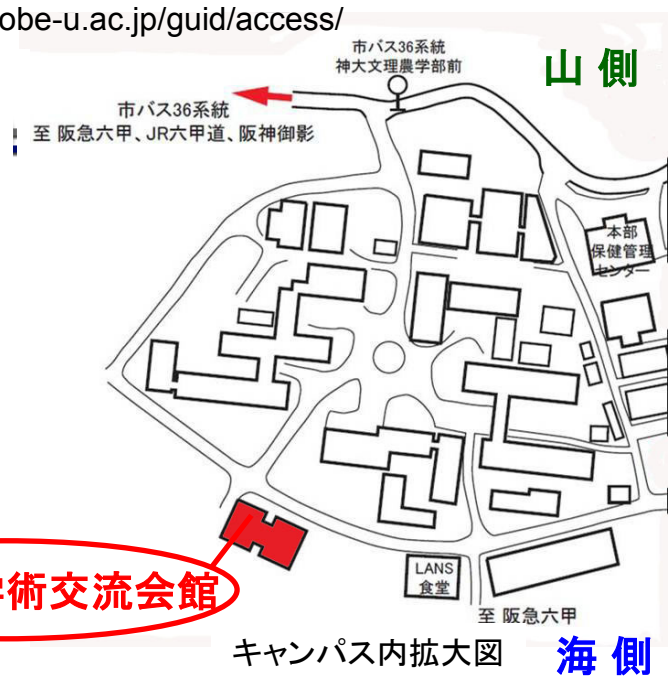 obe-u.ac.jp/guid/access/
市バス36系統
神大文理農学部前
山 側
市バス36系統
至 阪急六甲、JR六甲道、阪神御影
本部
保健管理
センター
術交流会館
LANS
食堂
至 阪急六甲
キャンパス内拡大図
海 側